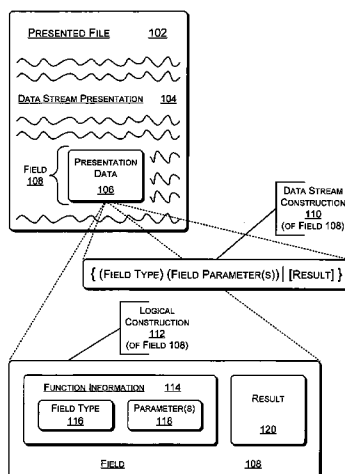 PRESENTED FILE 102
DATA STREAM PRESENTATION 104
FIELD
108
PRESENTATION
DATA
106
DATA STREAM
CONSTRUCTION
110
(OF FIELD 108)
{ (FIELD TYPE) (FIELD PARAMETER(S)) | [RESULT] }
LOGICAL
CONSTRUCTION
112
(OF FIELD 108)
FUNCTION INFORMATION 114
FIELD TYPE
116
PARAMETER(S)
118
RESULT
120
FIELD 108